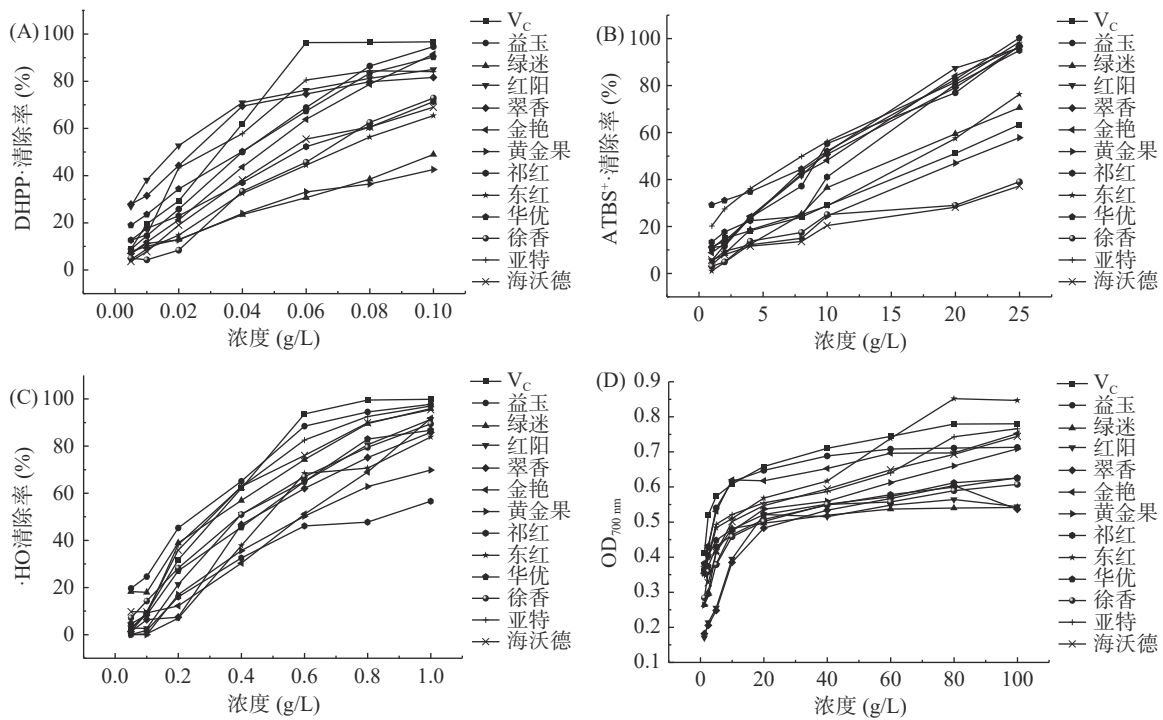 (A)
DHPP·清除率 (%)
100
80
60
40
20
0
0.00
0.02
0.04
0.06
0.08
0.10
浓度 (g/L)
V_C
益玉
绿迷
红阳
翠香
金艳
黄金果
祁红
东红
华优
徐香
亚特
海沃德
(B)
ATBS⁺·清除率 (%)
100
80
60
40
20
0
0
5
10
15
20
25
浓度 (g/L)
V_C
益玉
绿迷
红阳
翠香
金艳
黄金果
祁红
东红
华优
徐香
亚特
海沃德
(C)
·HO清除率 (%)
100
80
60
40
20
0
0.0
0.2
0.4
0.6
0.8
1.0
浓度 (g/L)
V_C
益玉
绿迷
红阳
翠香
金艳
黄金果
祁红
东红
华优
徐香
亚特
海沃德
(D)
OD_700 nm
0.9
0.8
0.7
0.6
0.5
0.4
0.3
0.2
0.1
0
20
40
60
80
100
浓度 (g/L)
V_C
益玉
绿迷
红阳
翠香
金艳
黄金果
祁红
东红
华优
徐香
亚特
海沃德